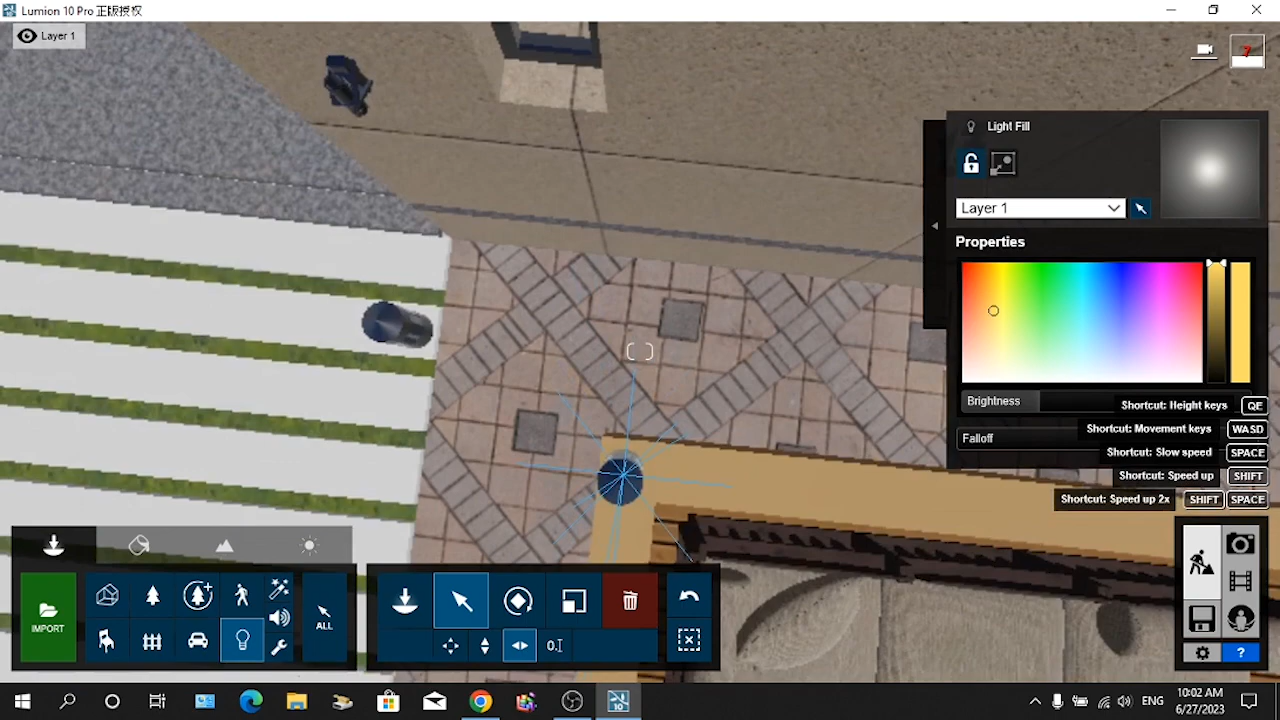 Lumion 10 Pro 正版授权
Layer 1
7
Light Fill
Layer 1
Properties
Brightness
Shortcut: Height keys
QE
Shortcut: Movement keys
WASD
Falloff
Shortcut: Slow speed
SPACE
Shortcut: Speed up
SHIFT
Shortcut: Speed up 2x
SHIFT
SPACE
IMPORT
ALL
?
10
ENG
10:02 AM
6/27/2023